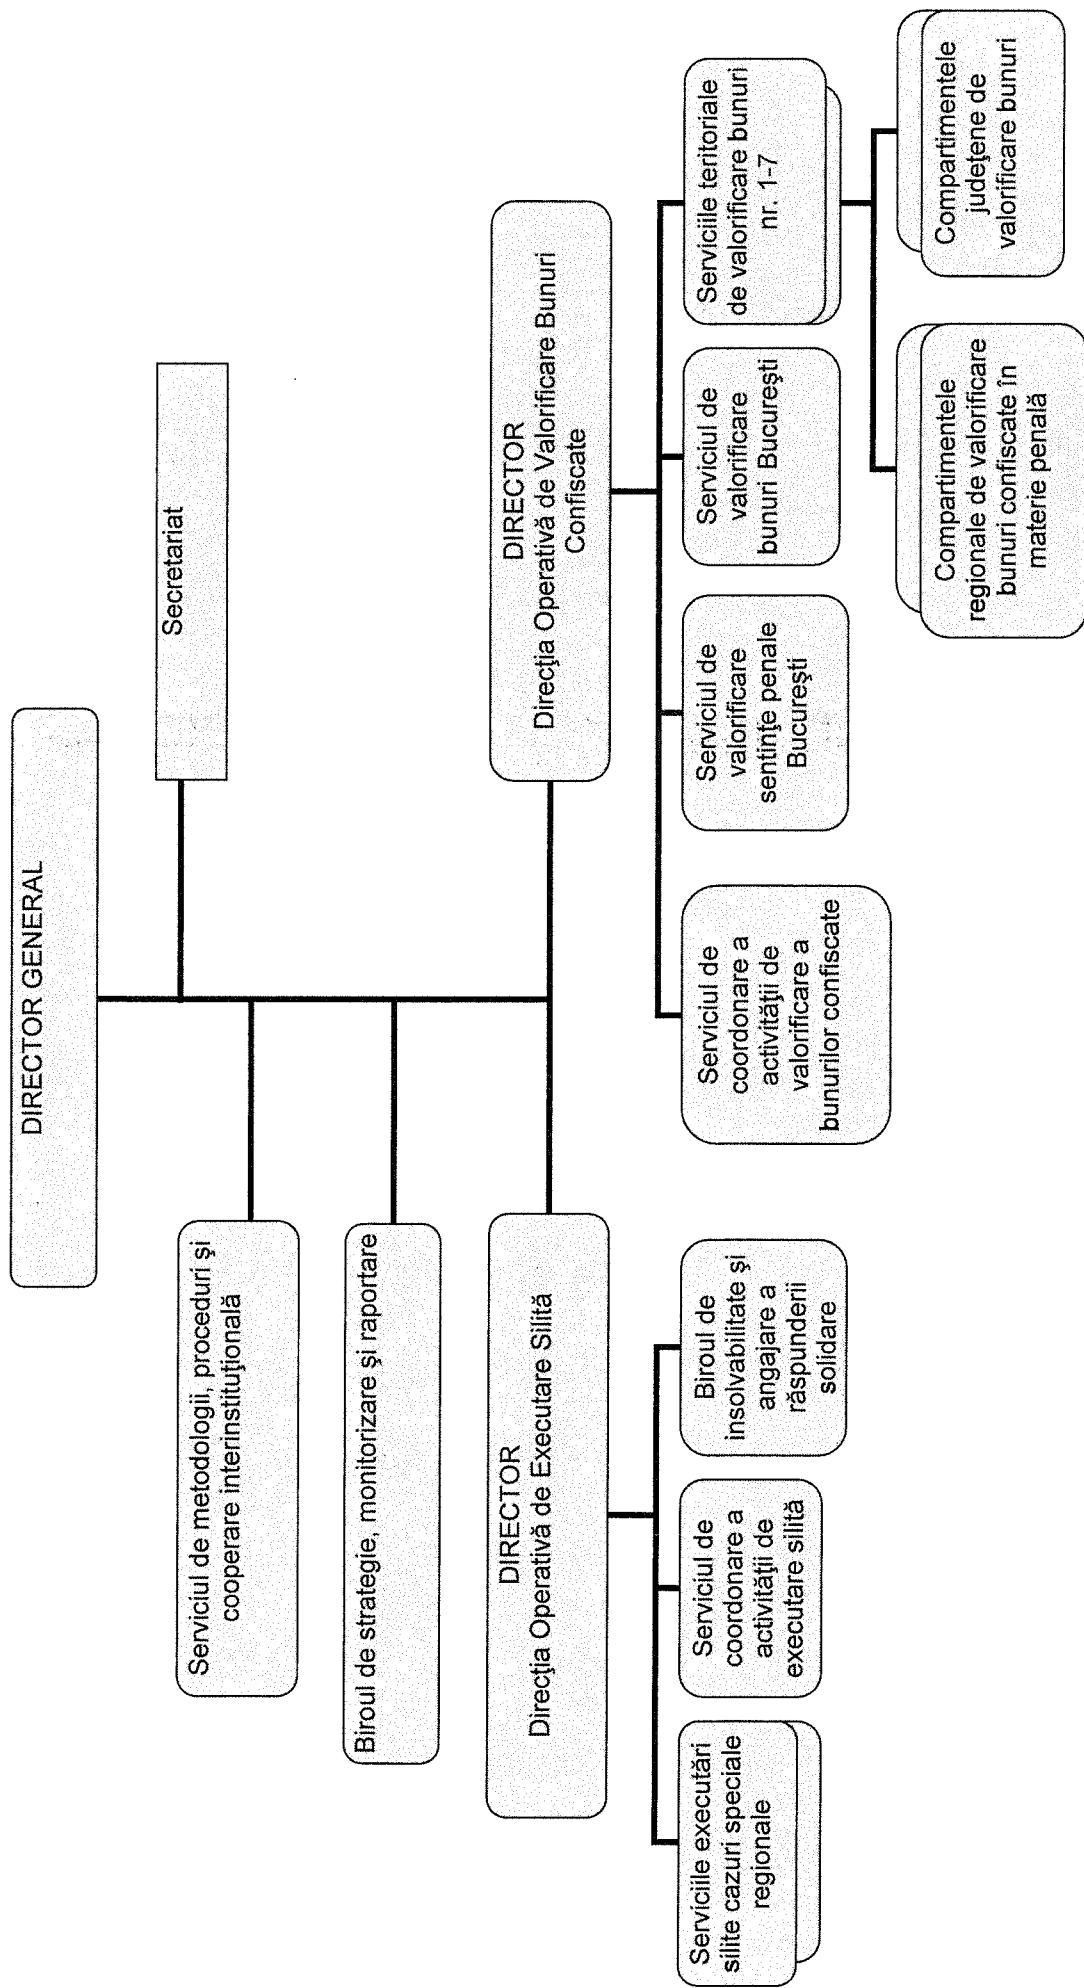 DIRECTOR GENERAL
Secretariat
Serviciul de metodologii, proceduri şi
cooperare interinstituţională
Biroul de strategie, monitorizare şi raportare
DIRECTOR
Direcţia Operativă de Executare Silită
DIRECTOR
Direcţia Operativă de Valorificare Bunuri
Confiscate
Serviciile executări
silite cazuri speciale
regionale
Serviciul de
coordonare a
activităţii de
executare silită
Biroul de
insolvabilitate şi
angajare a
răspunderii
solidare
Serviciul de
coordonare a
activităţii de
valorificare a
bunurilor confiscate
Serviciul de
valorificare
sentinţe penale
Bucureşti
Serviciul de
valorificare
bunuri Bucureşti
Serviciile teritoriale
de valorificare bunuri
nr. 1-7
Compartimentele
regionale de valorificare
bunuri confiscate în
materie penală
Compartimentele
judeţene de
valorificare bunuri